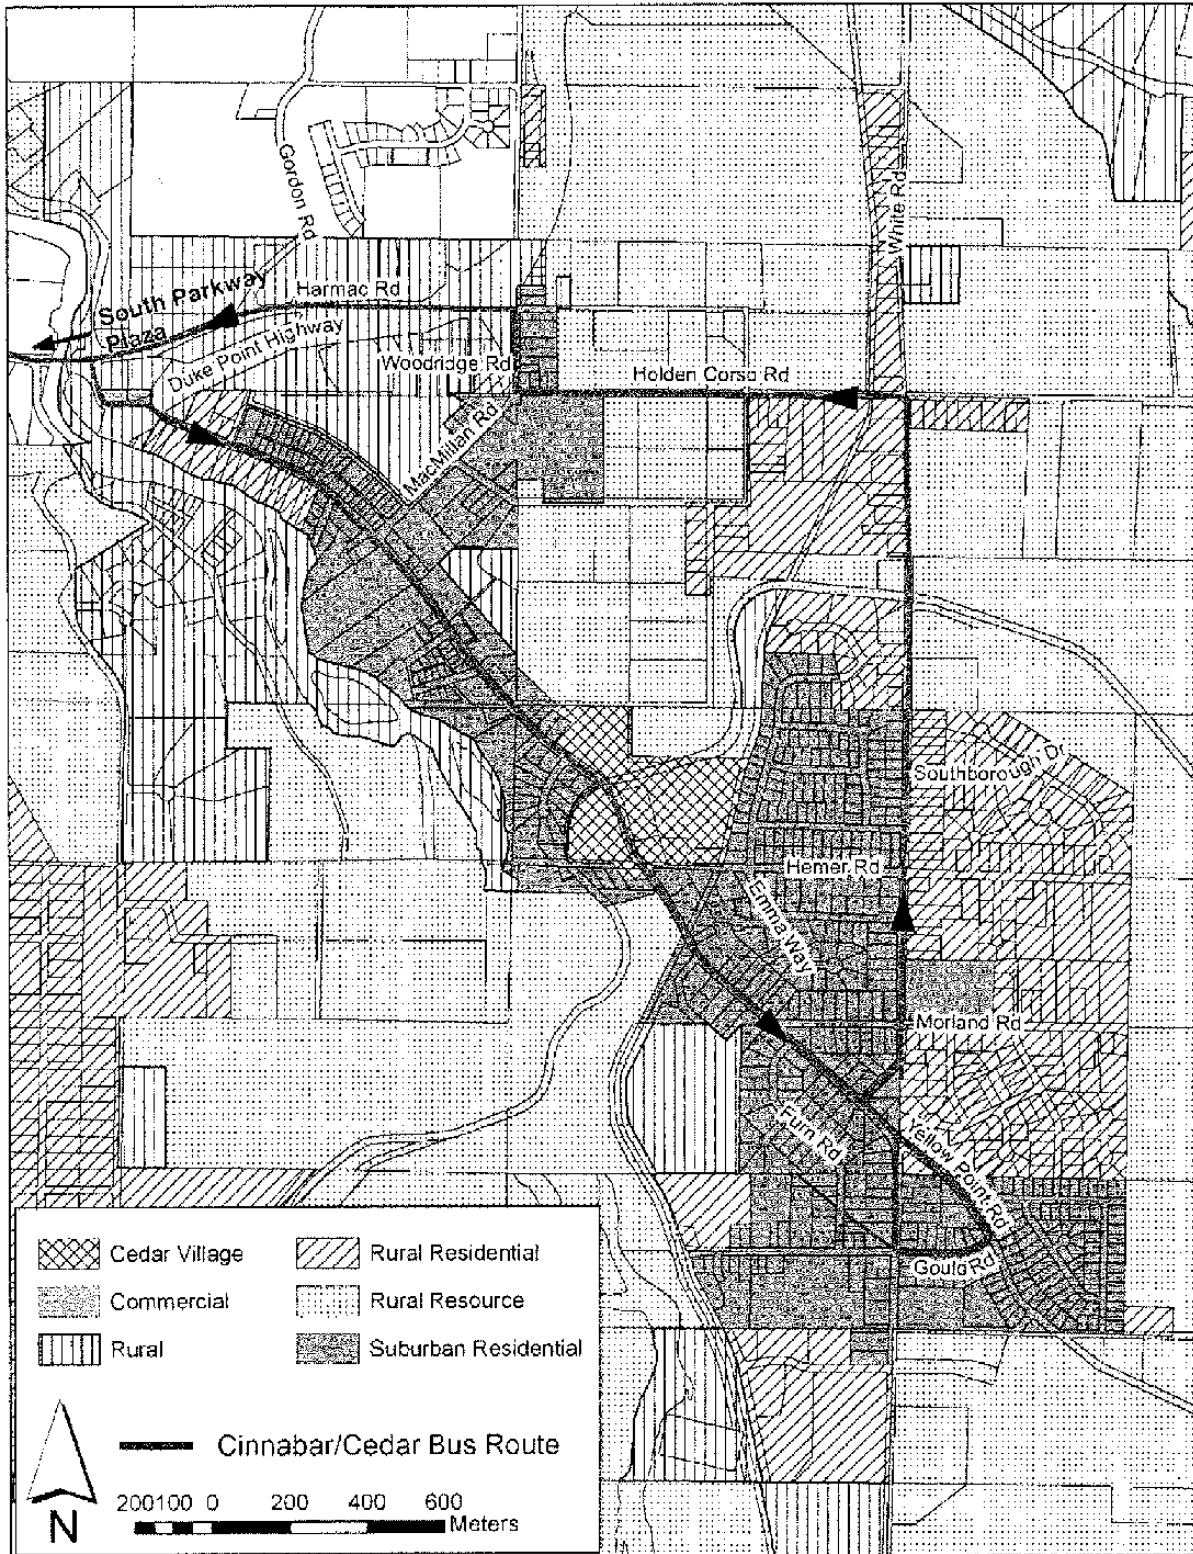 Gordon Rd
White Rd
South Parkway
Plaza
Harmac Rd
Duke Point Highway
Woodridge Rd
Holden Corso Rd
MacMillan Rd
Southborough Dr
Hemer Rd
Emma Way
Morland Rd
Furn Rd
Yellow Point Rd
Gould Rd
Cedar Village
Rural Residential
Commercial
Rural Resource
Rural
Suburban Residential
Cinnabar/Cedar Bus Route
N
200100 0 200 400 600
Meters